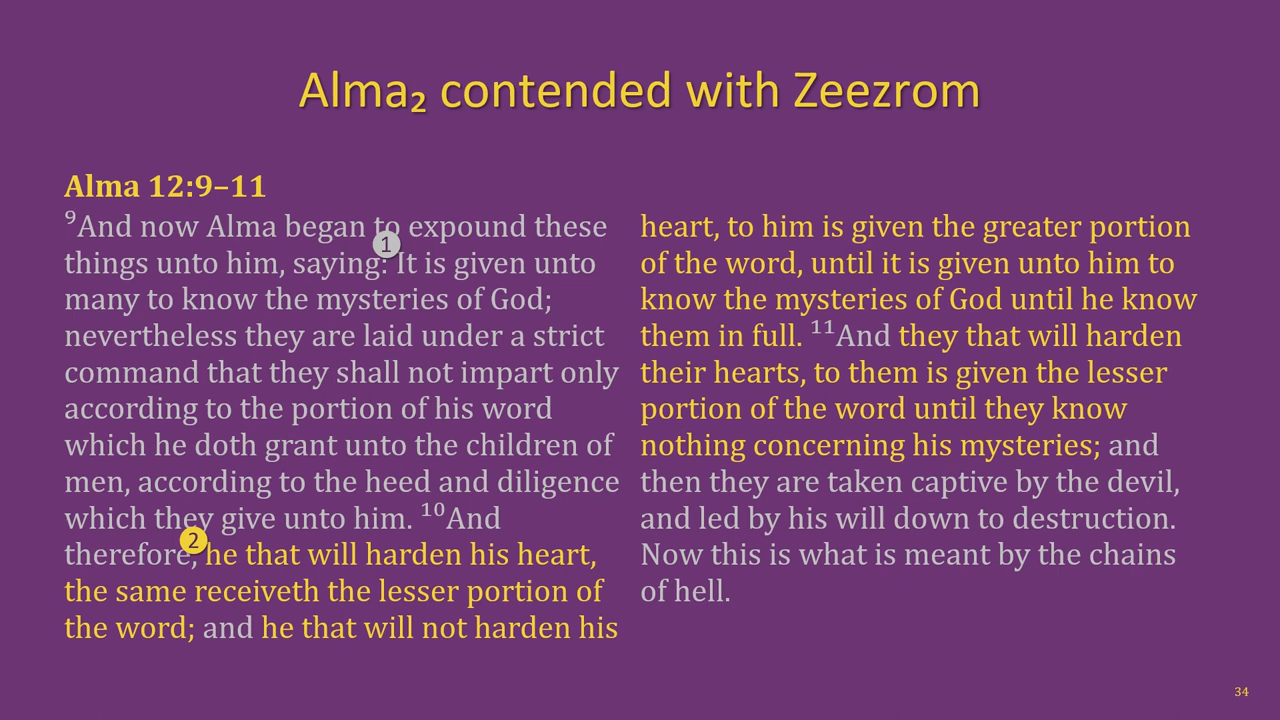 Alma₂ contended with Zeezrom
Alma 12:9–11
⁹And now Alma began to expound these
things unto him, saying: It is given unto
many to know the mysteries of God;
nevertheless they are laid under a strict
command that they shall not impart only
according to the portion of his word
which he doth grant unto the children of
men, according to the heed and diligence
which they give unto him. ¹⁰And
therefore, he that will harden his heart,
the same receiveth the lesser portion of
the word; and he that will not harden his
heart, to him is given the greater portion
of the word, until it is given unto him to
know the mysteries of God until he know
them in full. ¹¹And they that will harden
their hearts, to them is given the lesser
portion of the word until they know
nothing concerning his mysteries; and
then they are taken captive by the devil,
and led by his will down to destruction.
Now this is what is meant by the chains
of hell.
1
2
34